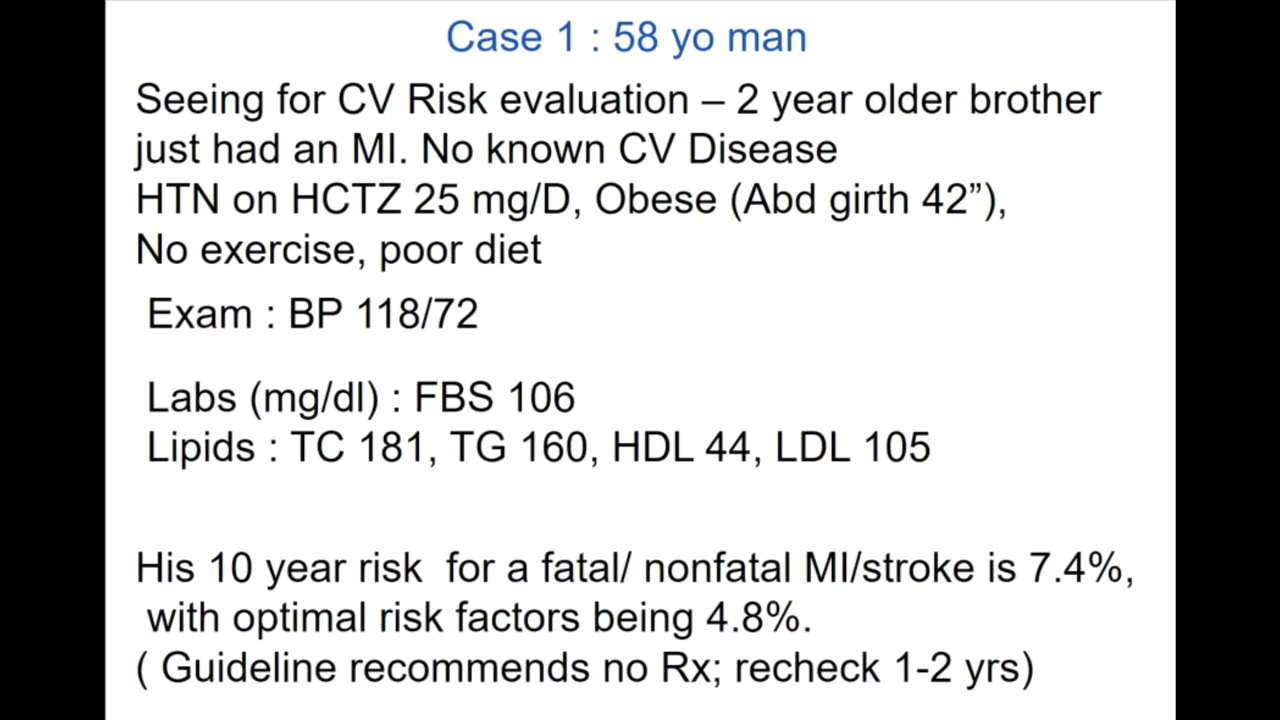 Case 1 : 58 yo man
Seeing for CV Risk evaluation – 2 year older brother
just had an MI. No known CV Disease
HTN on HCTZ 25 mg/D, Obese (Abd girth 42”),
No exercise, poor diet
Exam : BP 118/72
Labs (mg/dl) : FBS 106
Lipids : TC 181, TG 160, HDL 44, LDL 105
His 10 year risk  for a fatal/ nonfatal MI/stroke is 7.4%,
with optimal risk factors being 4.8%.
( Guideline recommends no Rx; recheck 1-2 yrs)